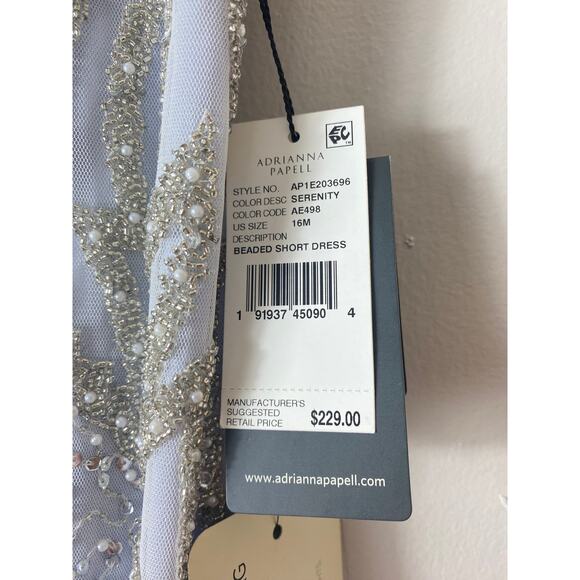 EPC
ADRIANNA
PAPELL
STYLE NO. AP1E203696
COLOR DESC SERENITY
COLOR CODE AE498
US SIZE 16M
DESCRIPTION
BEADED SHORT DRESS
1 91937 45090 4
MANUFACTURER'S
SUGGESTED
RETAIL PRICE $229.00
www.adriannapapell.com